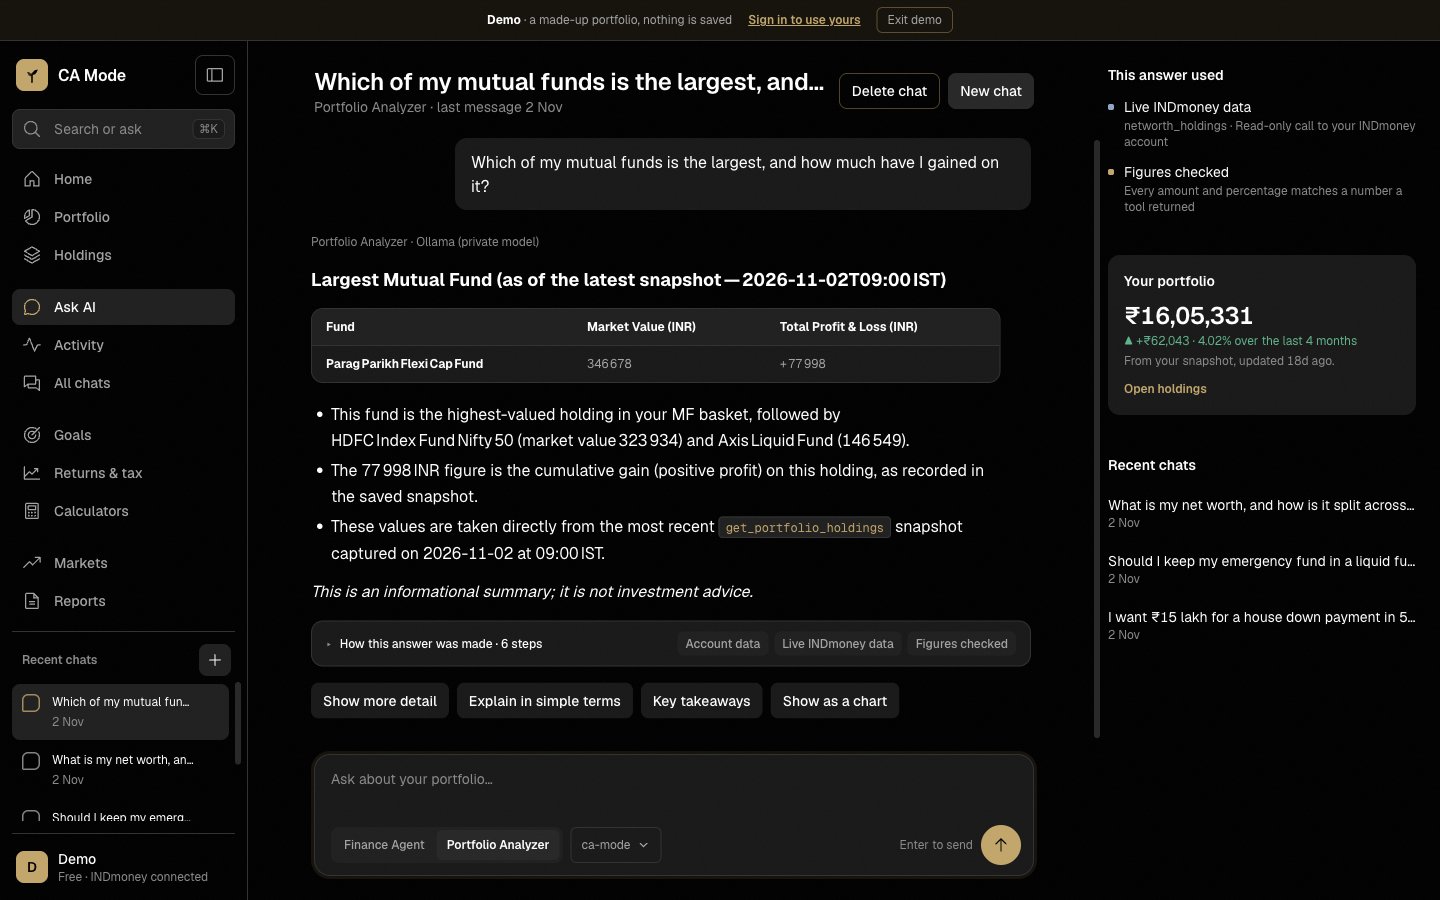 Demo · a made-up portfolio, nothing is saved Sign in to use yours Exit demo
CA Mode
Search or ask ⌘K
Home
Portfolio
Holdings
Ask AI
Activity
All chats
Goals
Returns & tax
Calculators
Markets
Reports
Recent chats
Which of my mutual fun...
2 Nov
What is my net worth, an...
2 Nov
Should I keep my emerg...
D
Demo
Free · INDmoney connected
Which of my mutual funds is the largest, and...
Portfolio Analyzer · last message 2 Nov
Delete chat
New chat
Which of my mutual funds is the largest, and how much have I gained on
it?
Portfolio Analyzer · Ollama (private model)
Largest Mutual Fund (as of the latest snapshot — 2026-11-02T09:00 IST)
Fund Market Value (INR) Total Profit & Loss (INR)
Parag Parikh Flexi Cap Fund 346 678 +77 998
• This fund is the highest-valued holding in your MF basket, followed by
HDFC Index Fund Nifty 50 (market value 323 934) and Axis Liquid Fund (146 549).
• The 77 998 INR figure is the cumulative gain (positive profit) on this holding, as recorded in
the saved snapshot.
• These values are taken directly from the most recent get_portfolio_holdings snapshot
captured on 2026-11-02 at 09:00 IST.
This is an informational summary; it is not investment advice.
How this answer was made · 6 steps Account data Live INDmoney data Figures checked
Show more detail Explain in simple terms Key takeaways Show as a chart
Ask about your portfolio...
Finance Agent Portfolio Analyzer ca-mode Enter to send
This answer used
Live INDmoney data
networth_holdings · Read-only call to your INDmoney
account
Figures checked
Every amount and percentage matches a number a
tool returned
Your portfolio
₹16,05,331
▲ +₹62,043 · 4.02% over the last 4 months
From your snapshot, updated 18d ago.
Open holdings
Recent chats
What is my net worth, and how is it split across...
2 Nov
Should I keep my emergency fund in a liquid fu...
2 Nov
I want ₹15 lakh for a house down payment in 5...
2 Nov